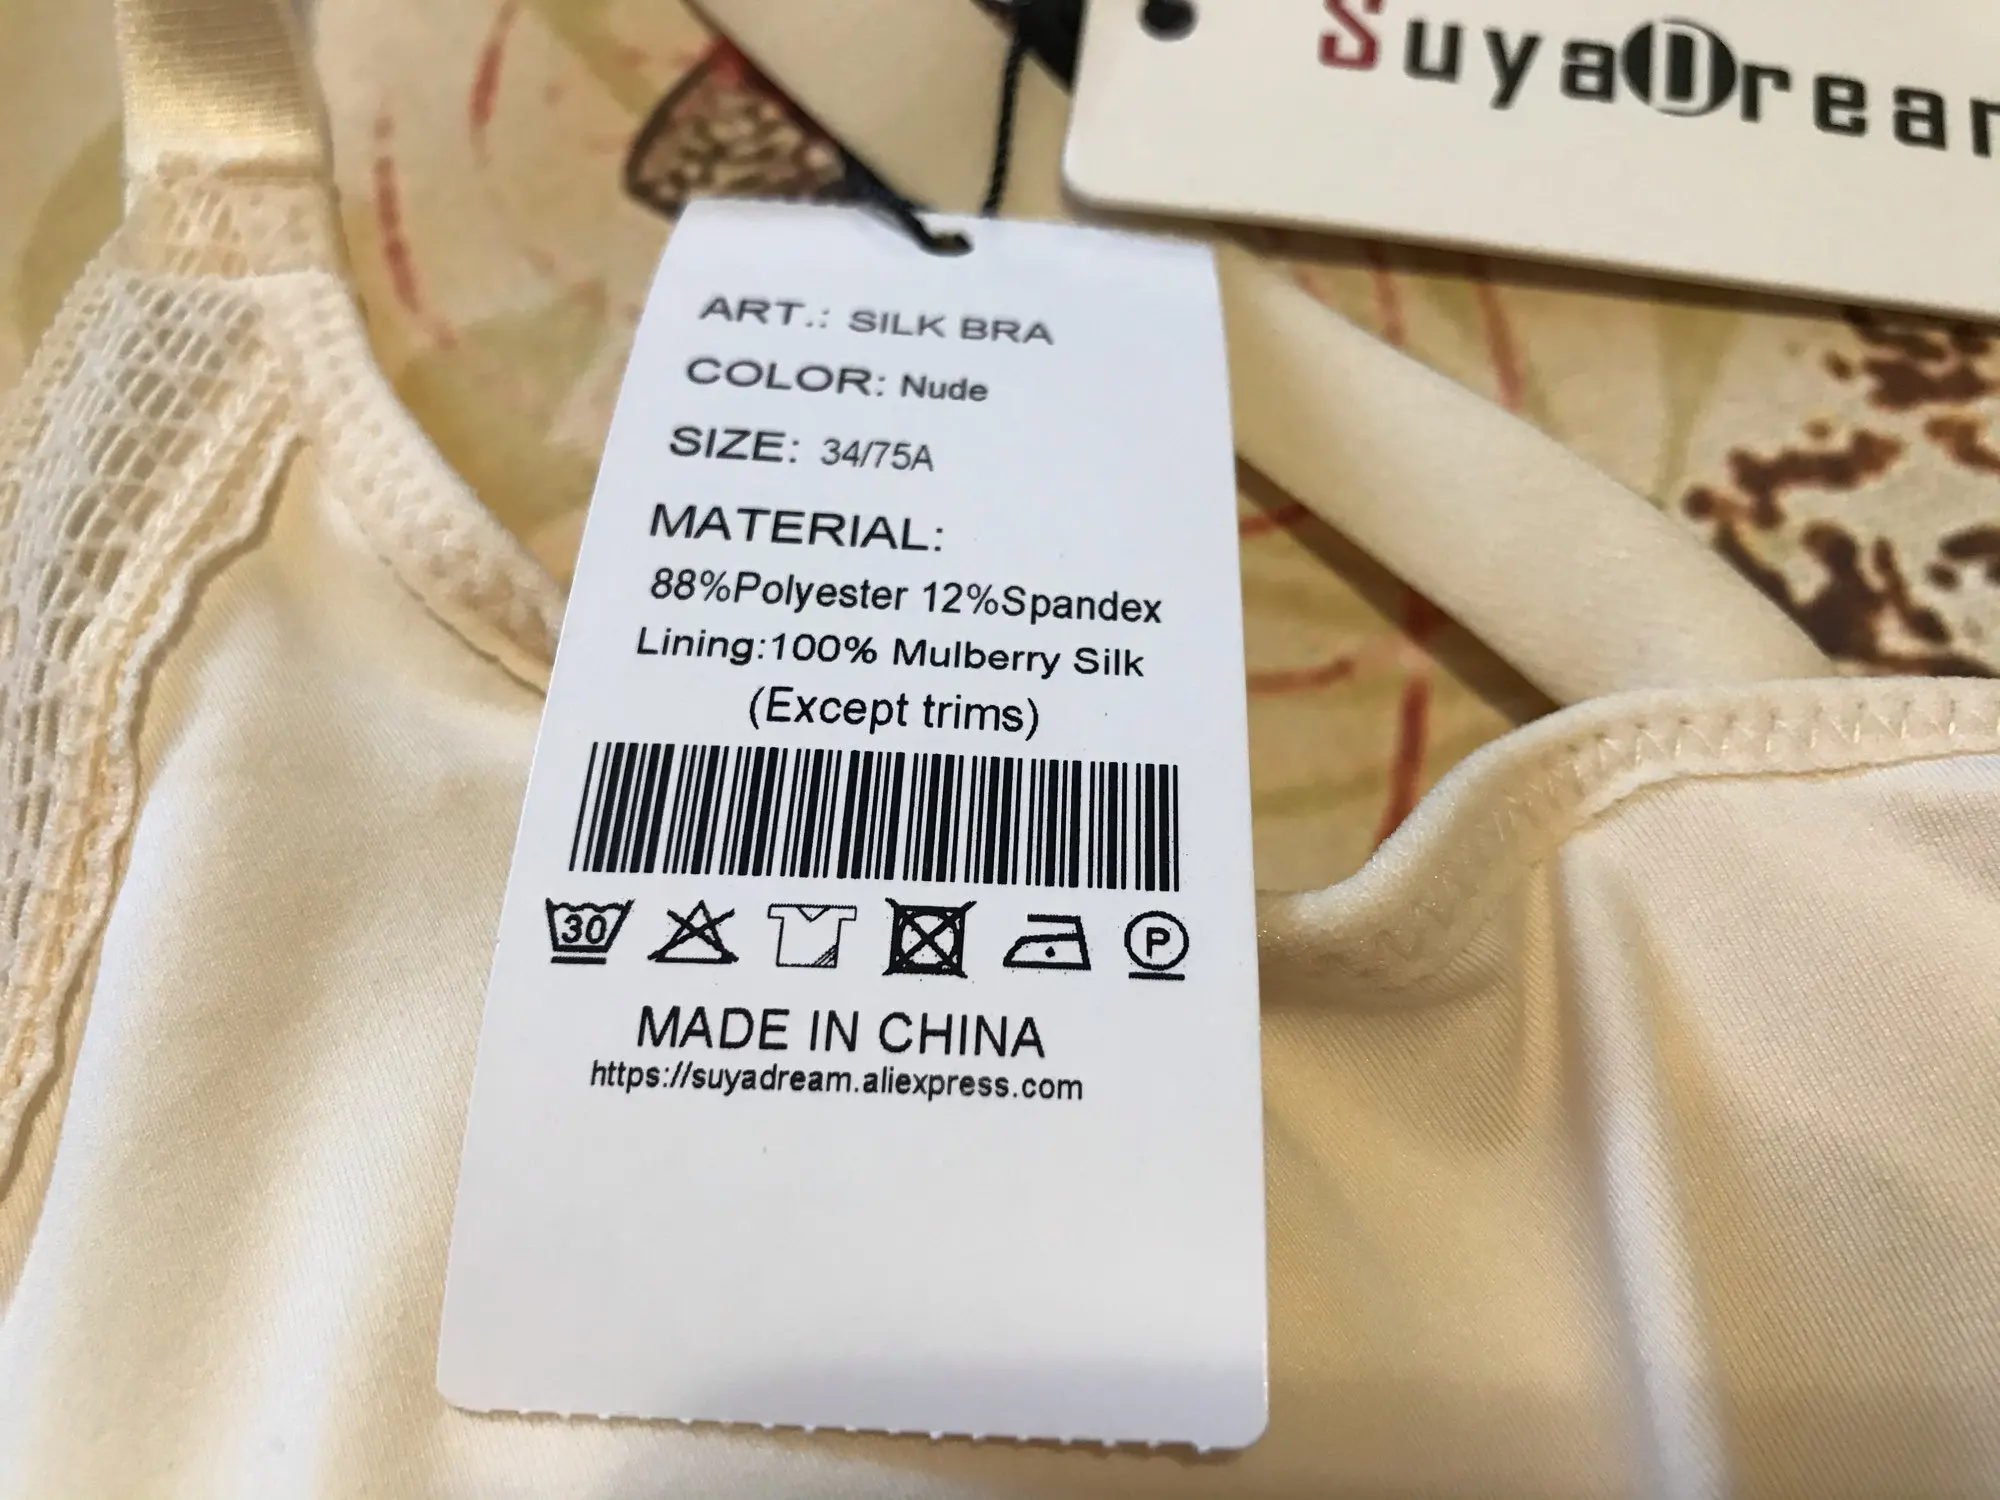 SuyaDrea
ART.: SILK BRA
COLOR: Nude
SIZE: 34/75A
MATERIAL:
88%Polyester 12%Spandex
Lining:100% Mulberry Silk
(Except trims)
30
P
MADE IN CHINA
https://suyadream.aliexpress.com